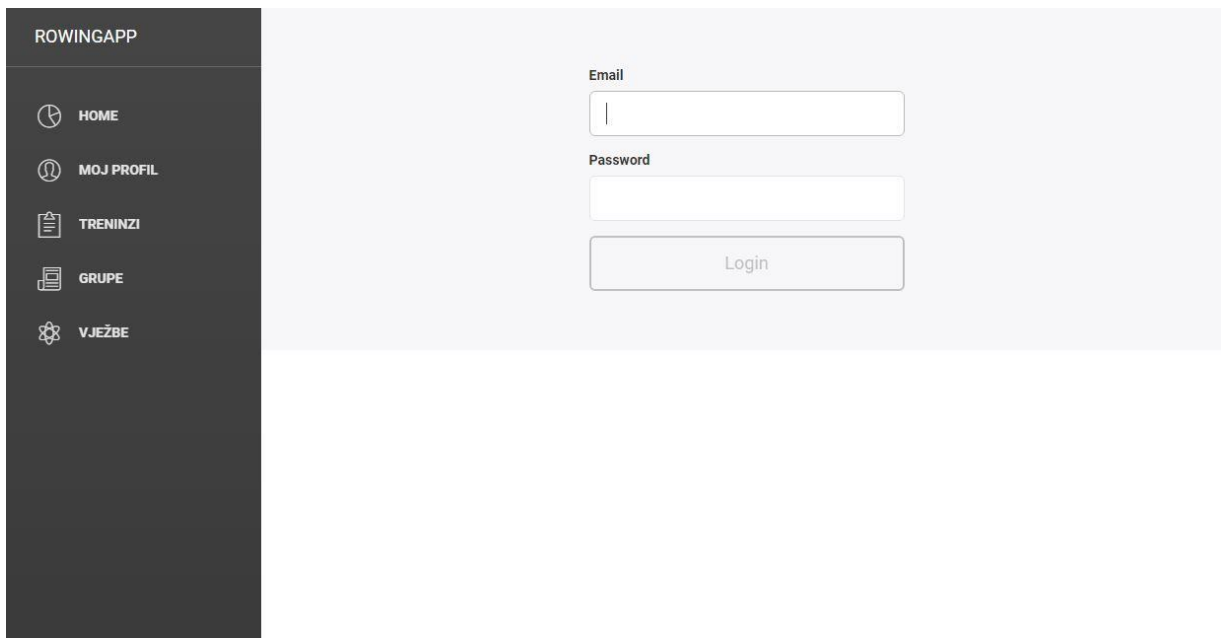 ROWINGAPP
HOME
MOJ PROFIL
TRENINZI
GRUPE
VJEŽBE
Email
Password
Login